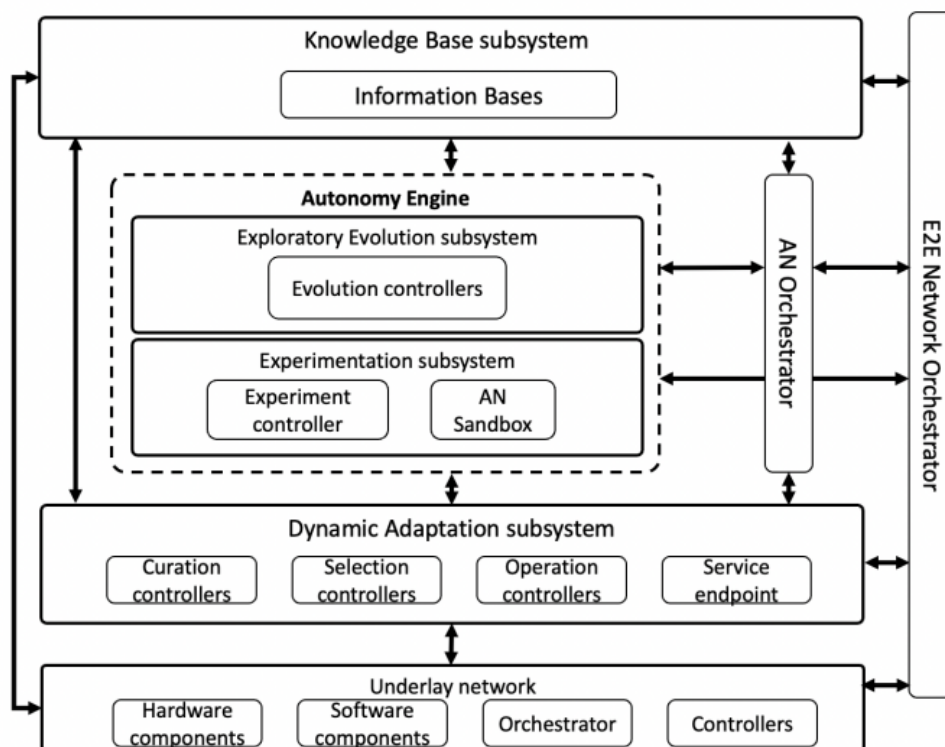 Knowledge Base subsystem
Information Bases
Autonomy Engine
Exploratory Evolution subsystem
Evolution controllers
Experimentation subsystem
Experiment
controller
AN
Sandbox
AN Orchestrator
E2E Network Orchestrator
Dynamic Adaptation subsystem
Curation
controllers
Selection
controllers
Operation
controllers
Service
endpoint
Underlay network
Hardware
components
Software
components
Orchestrator
Controllers